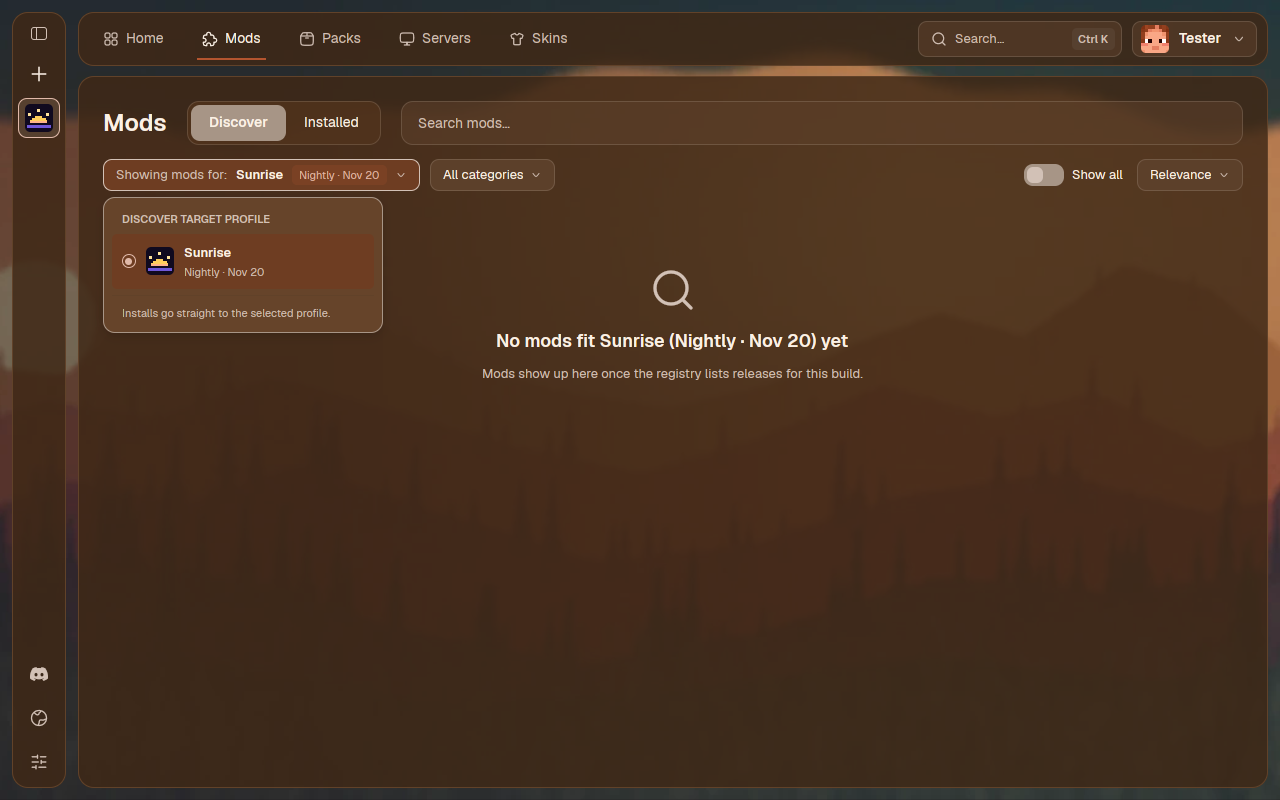 Home
Mods
Packs
Servers
Skins
Search...
Ctrl K
Tester
Mods
Discover
Installed
Search mods...
Showing mods for: Sunrise Nightly · Nov 20
All categories
Show all
Relevance
DISCOVER TARGET PROFILE
Sunrise
Nightly · Nov 20
Installs go straight to the selected profile.
No mods fit Sunrise (Nightly · Nov 20) yet
Mods show up here once the registry lists releases for this build.